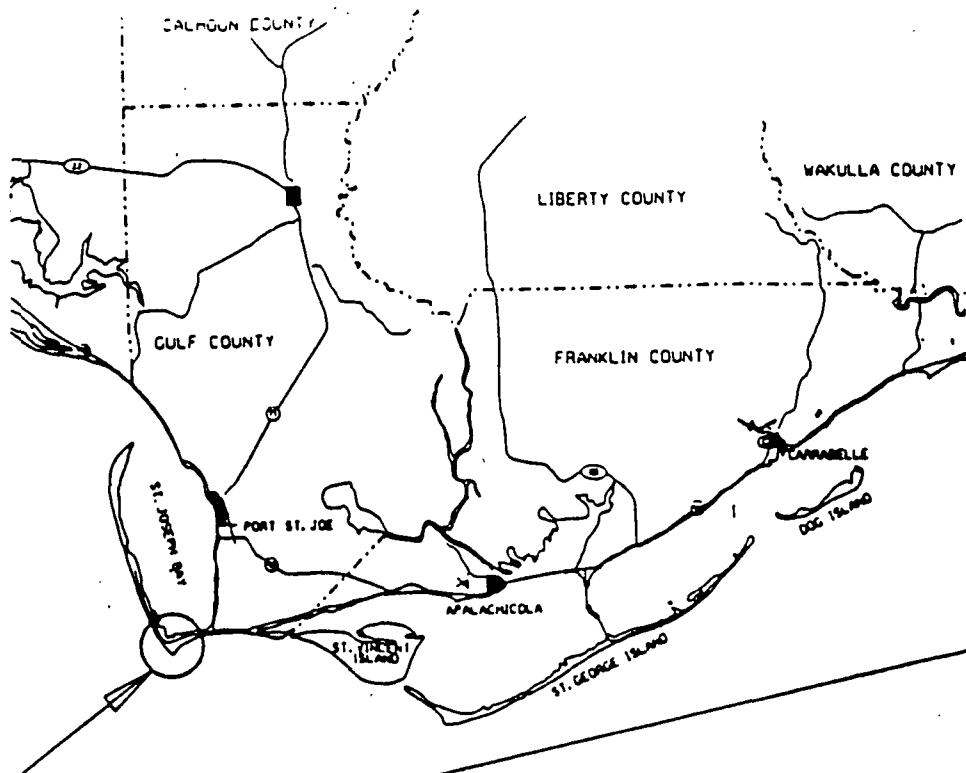 CALHOUN COUNTY
WAKULLA COUNTY
LIBERTY COUNTY
GULF COUNTY
FRANKLIN COUNTY
CARRABELLE
ST. JOSEPH BAY
PORT ST. JOE
DOG ISLAND
APALACHICOLA
ST. VINCENT
ISLAND
ST. GEORGE ISLAND